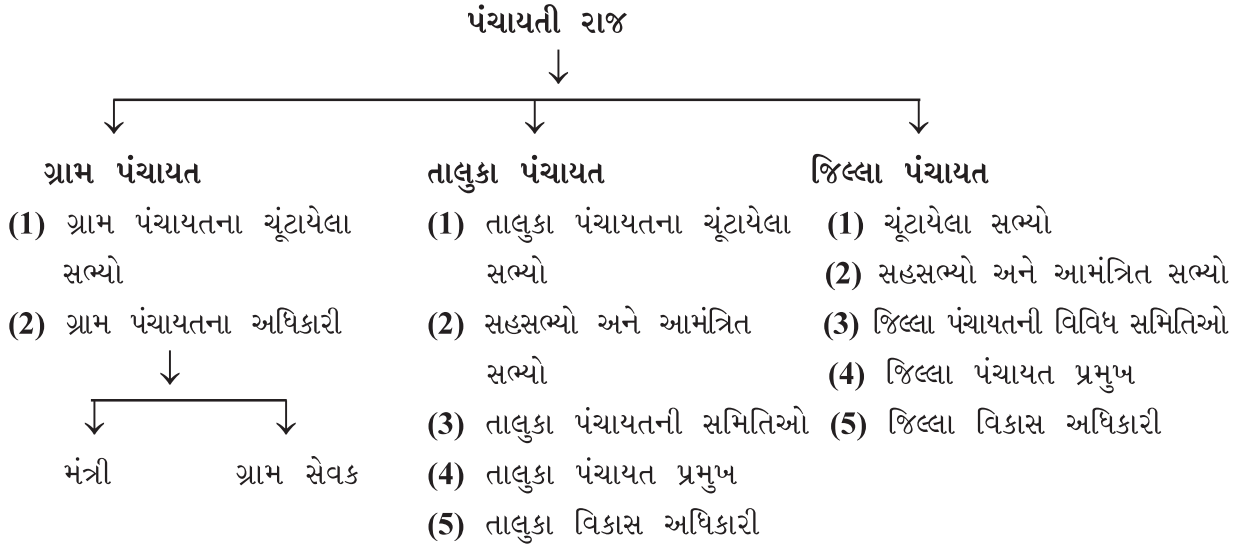 પંચાયતી રાજ
ગ્રામ પંચાયત
(1) ગ્રામ પંચાયતના ચૂંટાયેલા
સભ્યો
(2) ગ્રામ પંચાયતના અધિકારી
મંત્રી
ગ્રામ સેવક
તાલુકા પંચાયત
(1) તાલુકા પંચાયતના ચૂંટાયેલા
સભ્યો
(2) સહસભ્યો અને આમંત્રિત
સભ્યો
(3) તાલુકા પંચાયતની સમિતિઓ
(4) તાલુકા પંચાયત પ્રમુખ
(5) તાલુકા વિકાસ અધિકારી
જિલ્લા પંચાયત
(1) ચૂંટાયેલા સભ્યો
(2) સહસભ્યો અને આમંત્રિત સભ્યો
(3) જિલ્લા પંચાયતની વિવિધ સમિતિઓ
(4) જિલ્લા પંચાયત પ્રમુખ
(5) જિલ્લા વિકાસ અધિકારી